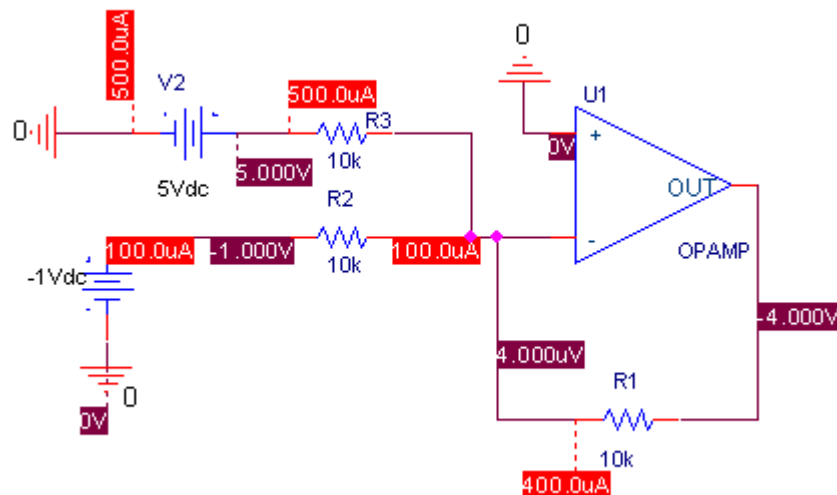 500.0uA
V2
0
5Vdc
5.000V
500.0uA
R3
10k
R2
10k
100.0uA
-1.000V
100.0uA
-1Vdc
0
0V
0
U1
+
0V
OUT
-
OPAMP
-4.000V
4.000uV
R1
10k
400.0uA